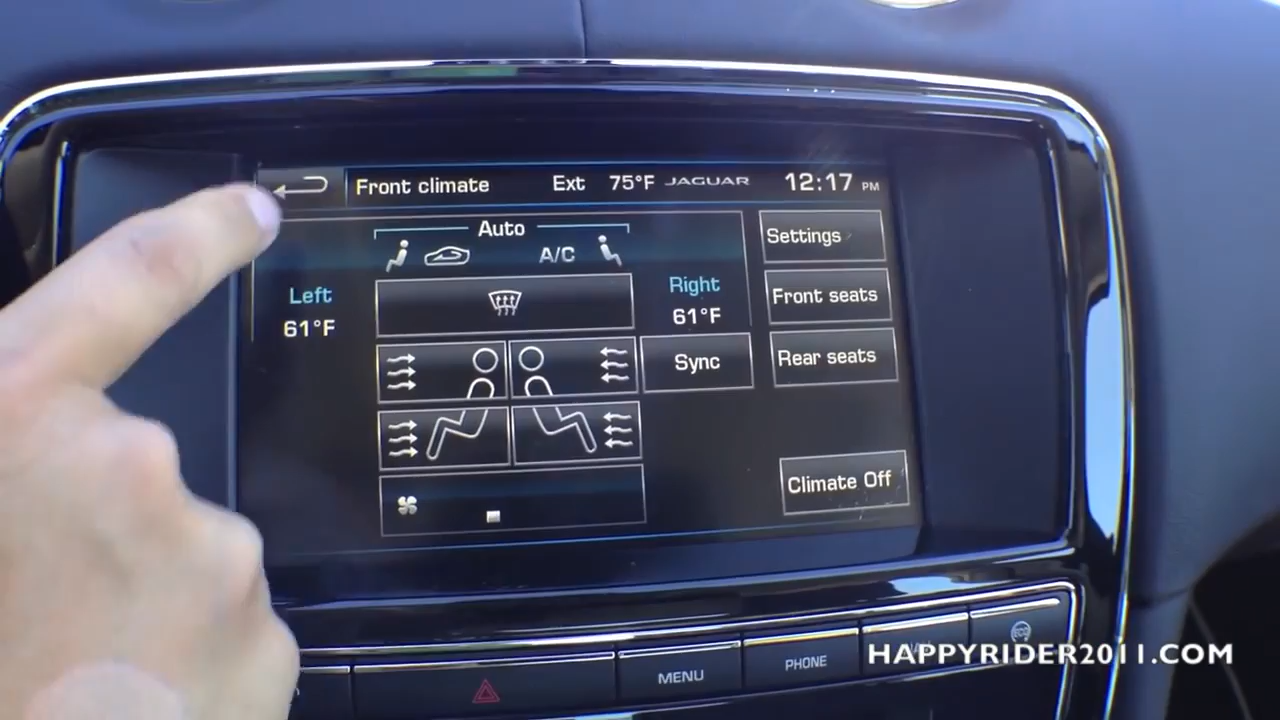 Front climate Ext 75°F JAGUAR 12:17 PM
Auto
A/C
Left
61°F
Right
61°F
Sync
Settings
Front seats
Rear seats
Climate Off
MENU
PHONE
ECO
HAPPYRIDER2011.COM